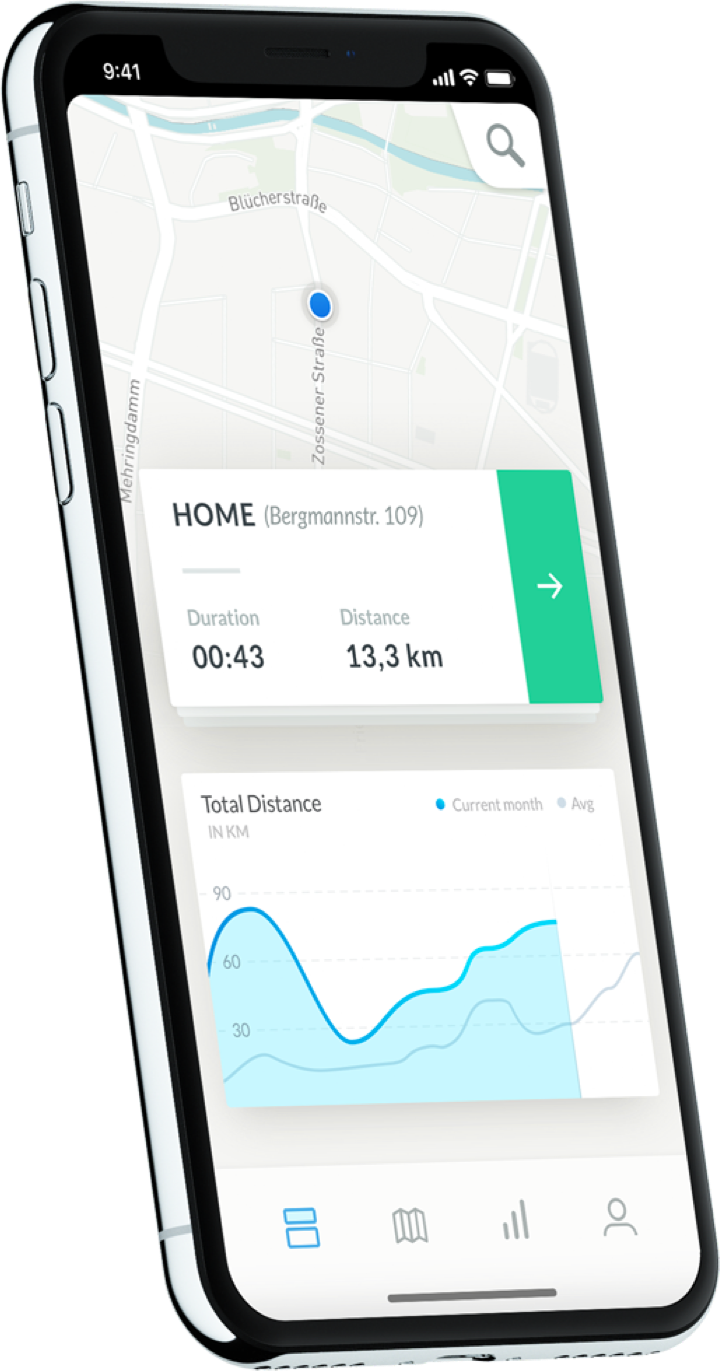 9:41
Blücherstraße
Zossener Straße
Mehringdamm
HOME (Bergmannstr. 109)
Duration Distance
00:43 13,3 km
Total Distance
Current month Avg
IN KM
90
60
30